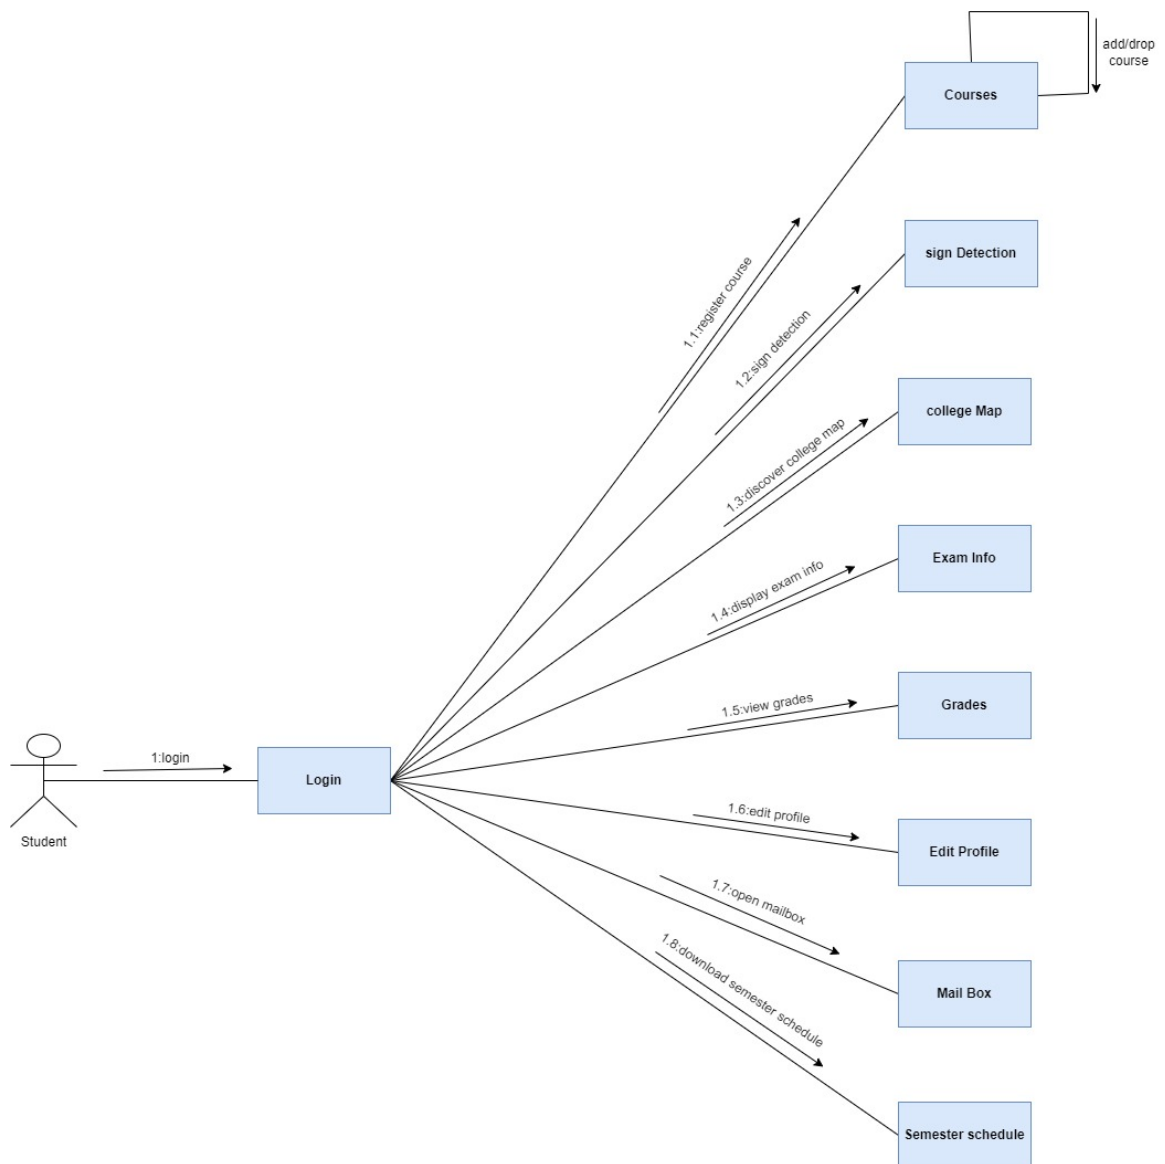 add/drop
course
Courses
sign Detection
1.1:register course
1.2:sign detection
college Map
1.3:discover college map
Exam Info
1.4:display exam info
Grades
1.5:view grades
1:login
Login
Student
1.6:edit profile
Edit Profile
1.7:open mailbox
Mail Box
1.8:download semester schedule
Semester schedule